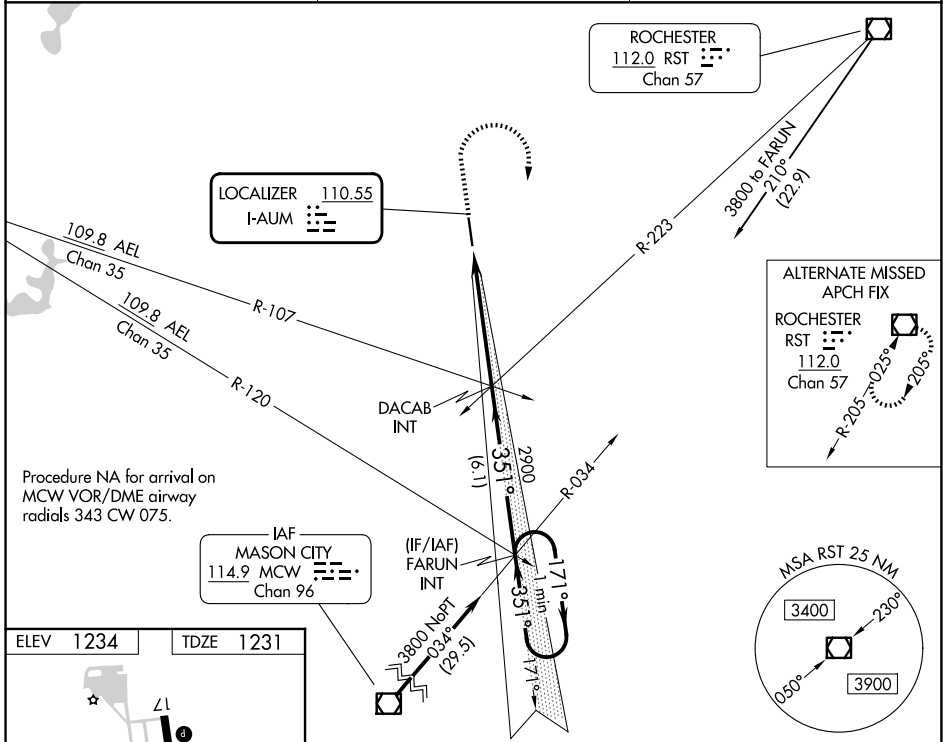 ROCHESTER
112.0 RST
Chan 57
3800 to FARUN
210°
(22.9)
LOCALIZER 110.55
I-AUM
R-223
109.8 AEL
Chan 35
R-107
109.8 AEL
Chan 35
R-120
ALTERNATE MISSED
APCH FIX
ROCHESTER
RST
112.0
Chan 57
R-205
025°
205°
DACAB
INT
351°
(6.1)
2900
R-034
Procedure NA for arrival on
MCW VOR/DME airway
radials 343 CW 075.
IAF
MASON CITY
114.9 MCW
Chan 96
(IF/IAF)
FARUN
INT
171°
1 min
351°
171°
3800 NoPT
034°
(29.5)
MSA RST 25 NM
3400
230°
050°
3900
ELEV 1234
TDZE 1231
17
P